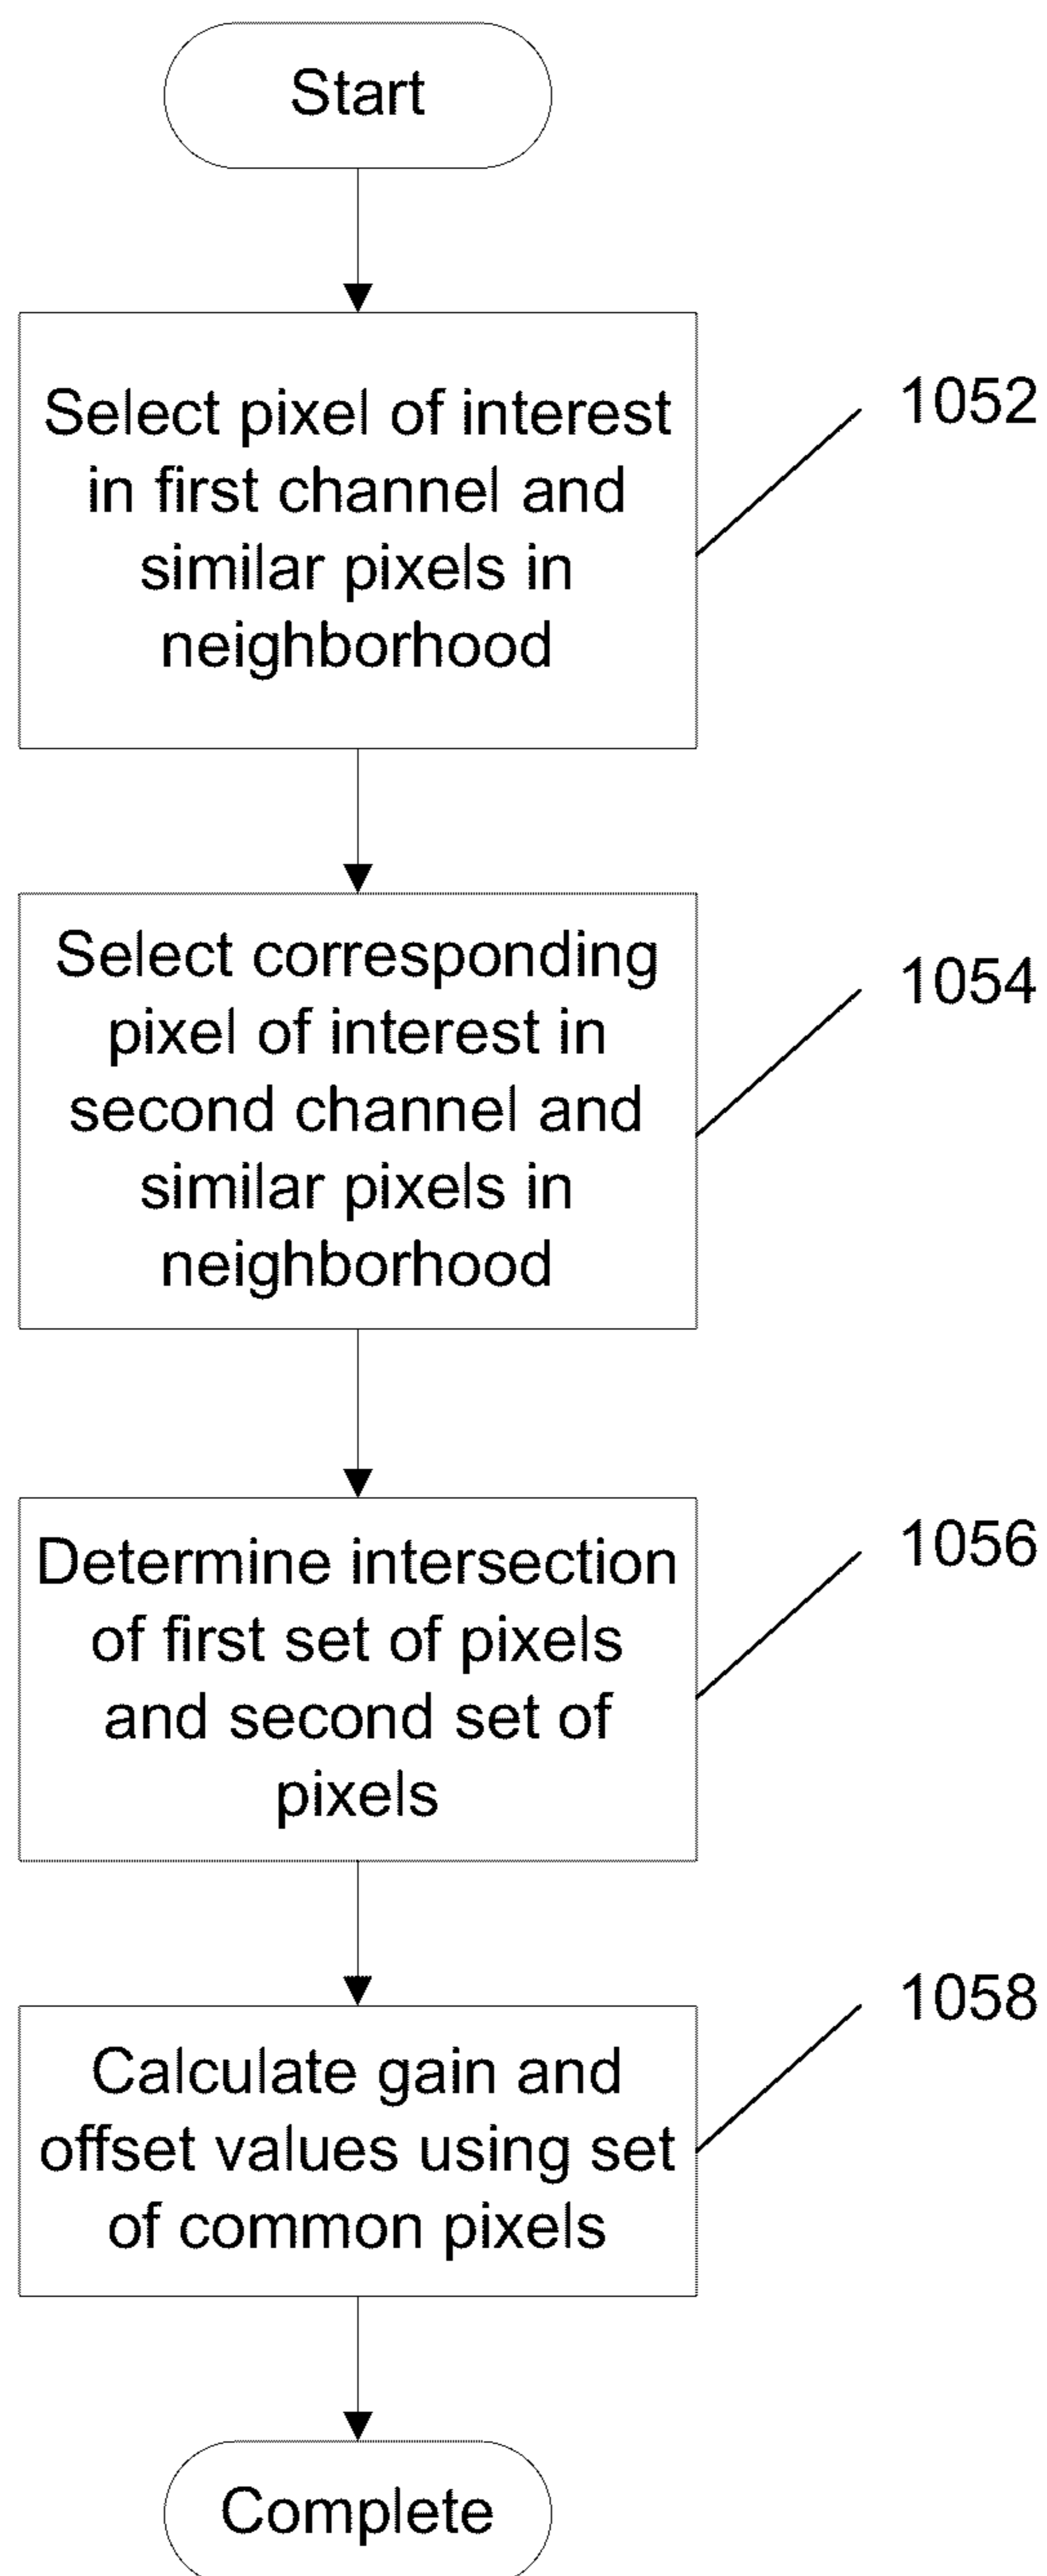 Start
Select pixel of interest
in first channel and
similar pixels in
neighborhood
1052
Select corresponding
pixel of interest in
second channel and
similar pixels in
neighborhood
1054
Determine intersection
of first set of pixels
and second set of
pixels
1056
Calculate gain and
offset values using set
of common pixels
1058
Complete